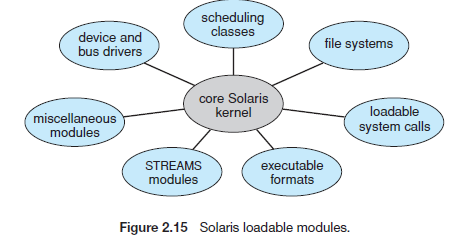 scheduling
classes
device and
bus drivers
file systems
core Solaris
kernel
miscellaneous
modules
loadable
system calls
STREAMS
modules
executable
formats
Figure 2.15 Solaris loadable modules.